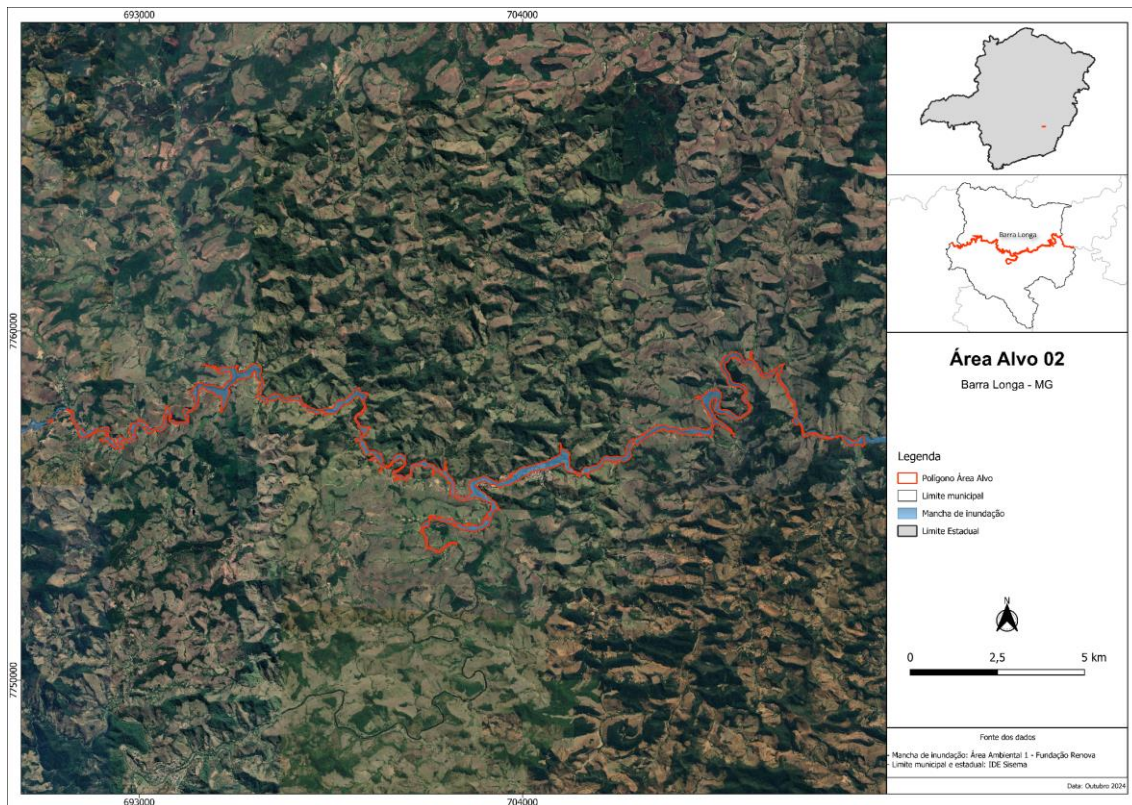 693000
704000
7760000
7750000
693000
704000
Barra Longa
Área Alvo 02
Barra Longa - MG
Legenda
Polígono Área Alvo
Limite municipal
Mancha de inundação
Limite Estadual
N
0 2,5 5 km
Fonte dos dados
- Mancha de inundação: Área Ambiental 1 - Fundação Renova
- Limite municipal e estadual: IDE Sisema
Data: Outubro 2024